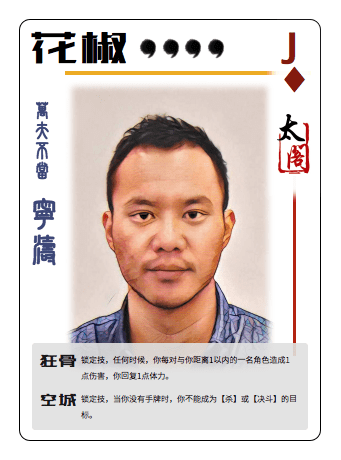 花椒
J
太阁
萬夫不當
寧濤
狂骨 锁定技，任何时候，你每对与你距离1以内的一名角色造成1
点伤害，你回复1点体力。
空城 锁定技，当你没有手牌时，你不能成为【杀】或【决斗】的目
标。